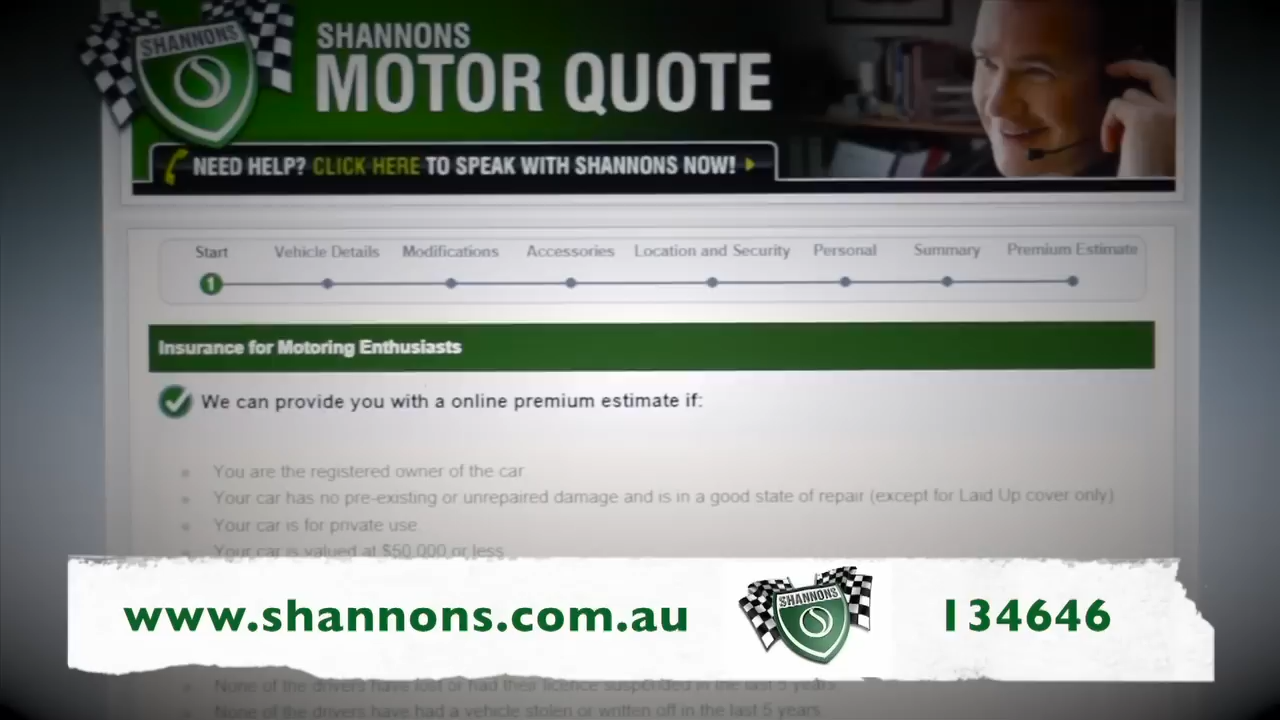 SHANNONS
SHANNONS
MOTOR QUOTE
NEED HELP? CLICK HERE TO SPEAK WITH SHANNONS NOW!
Start
Vehicle Details
Modifications
Accessories
Location and Security
Personal
Summary
Premium Estimate
1
Insurance for Motoring Enthusiasts
We can provide you with a online premium estimate if:
You are the registered owner of the car
Your car has no pre-existing or unrepaired damage and is in a good state of repair (except for Laid Up cover only)
Your car is for private use
Your car is valued at $50,000 or less
www.shannons.com.au
SHANNONS
134646
None of the drivers have lost or had their licence suspended in the last 5 years
None of the drivers have had a vehicle stolen or written off in the last 5 years